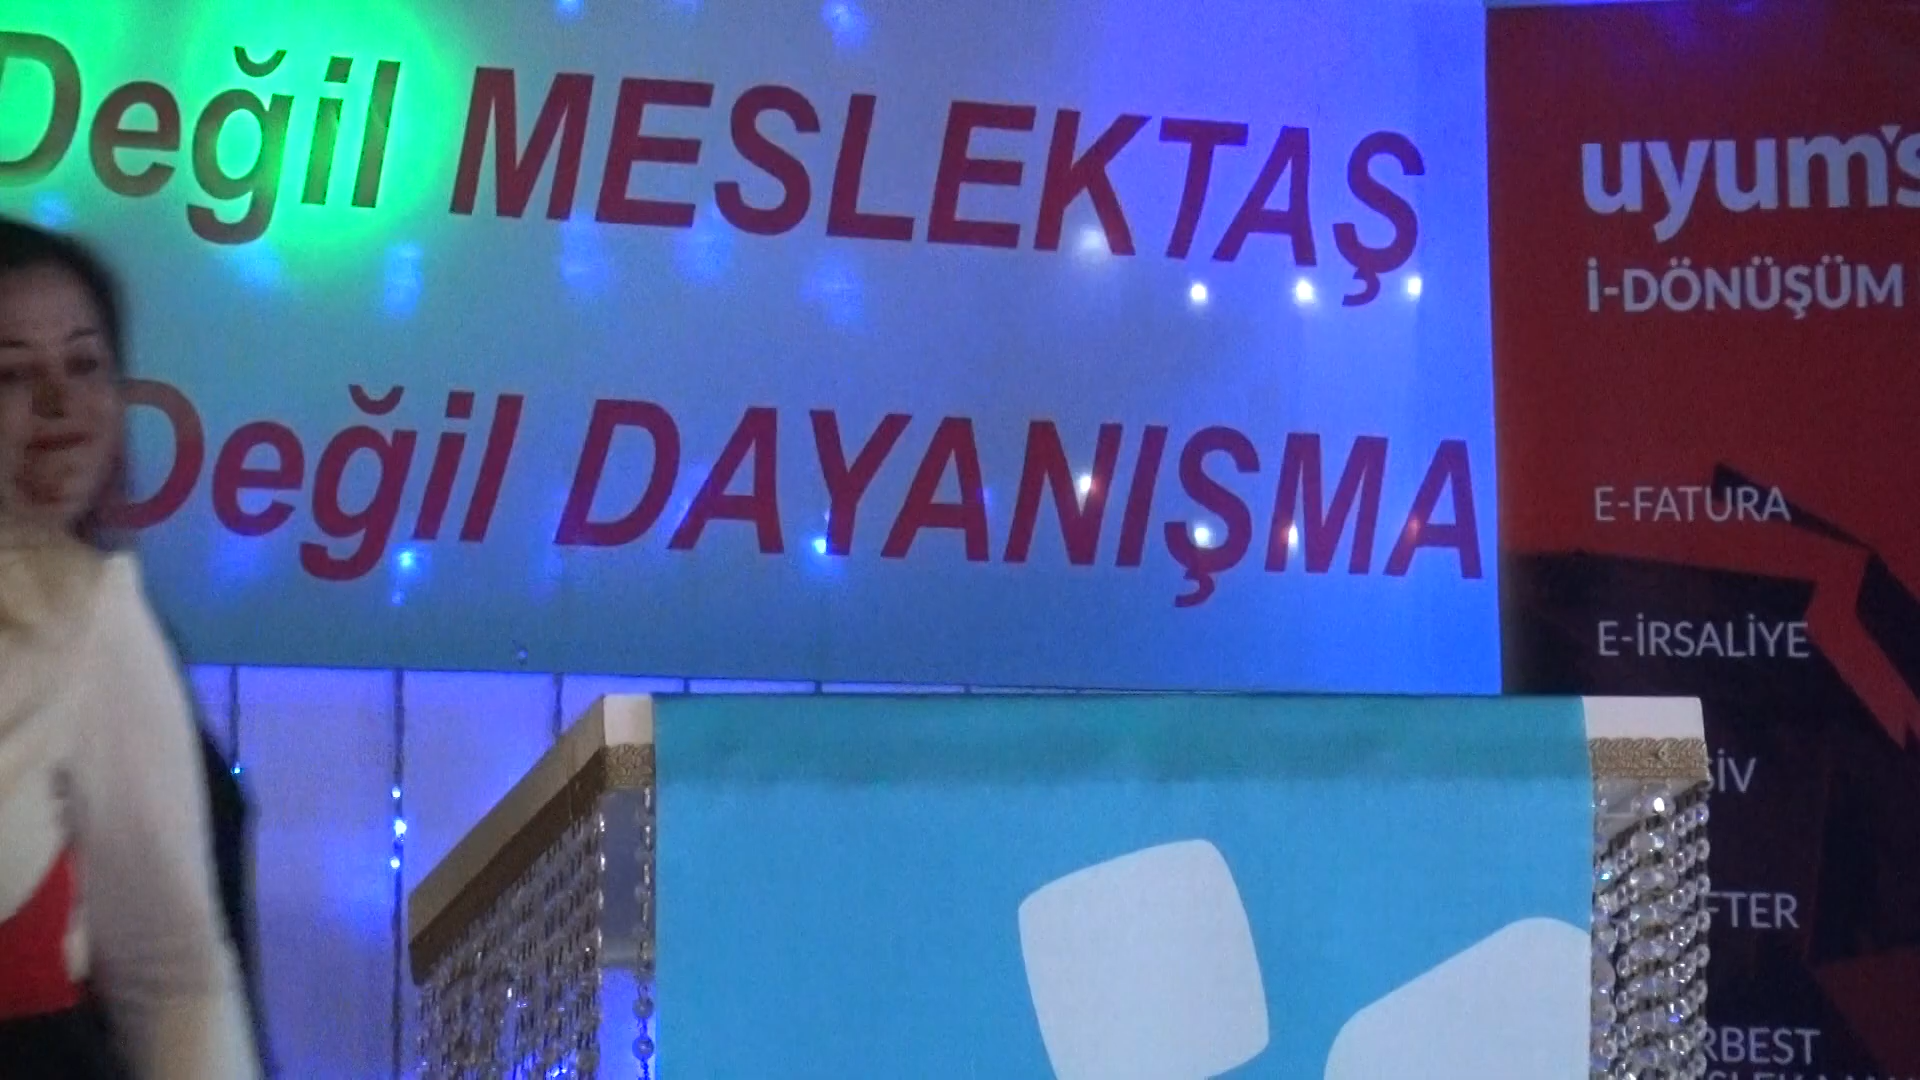 Değil MESLEKTAŞ
Değil DAYANIŞMA
uyum's
İ-DÖNÜŞÜM
E-FATURA
E-İRSALİYE